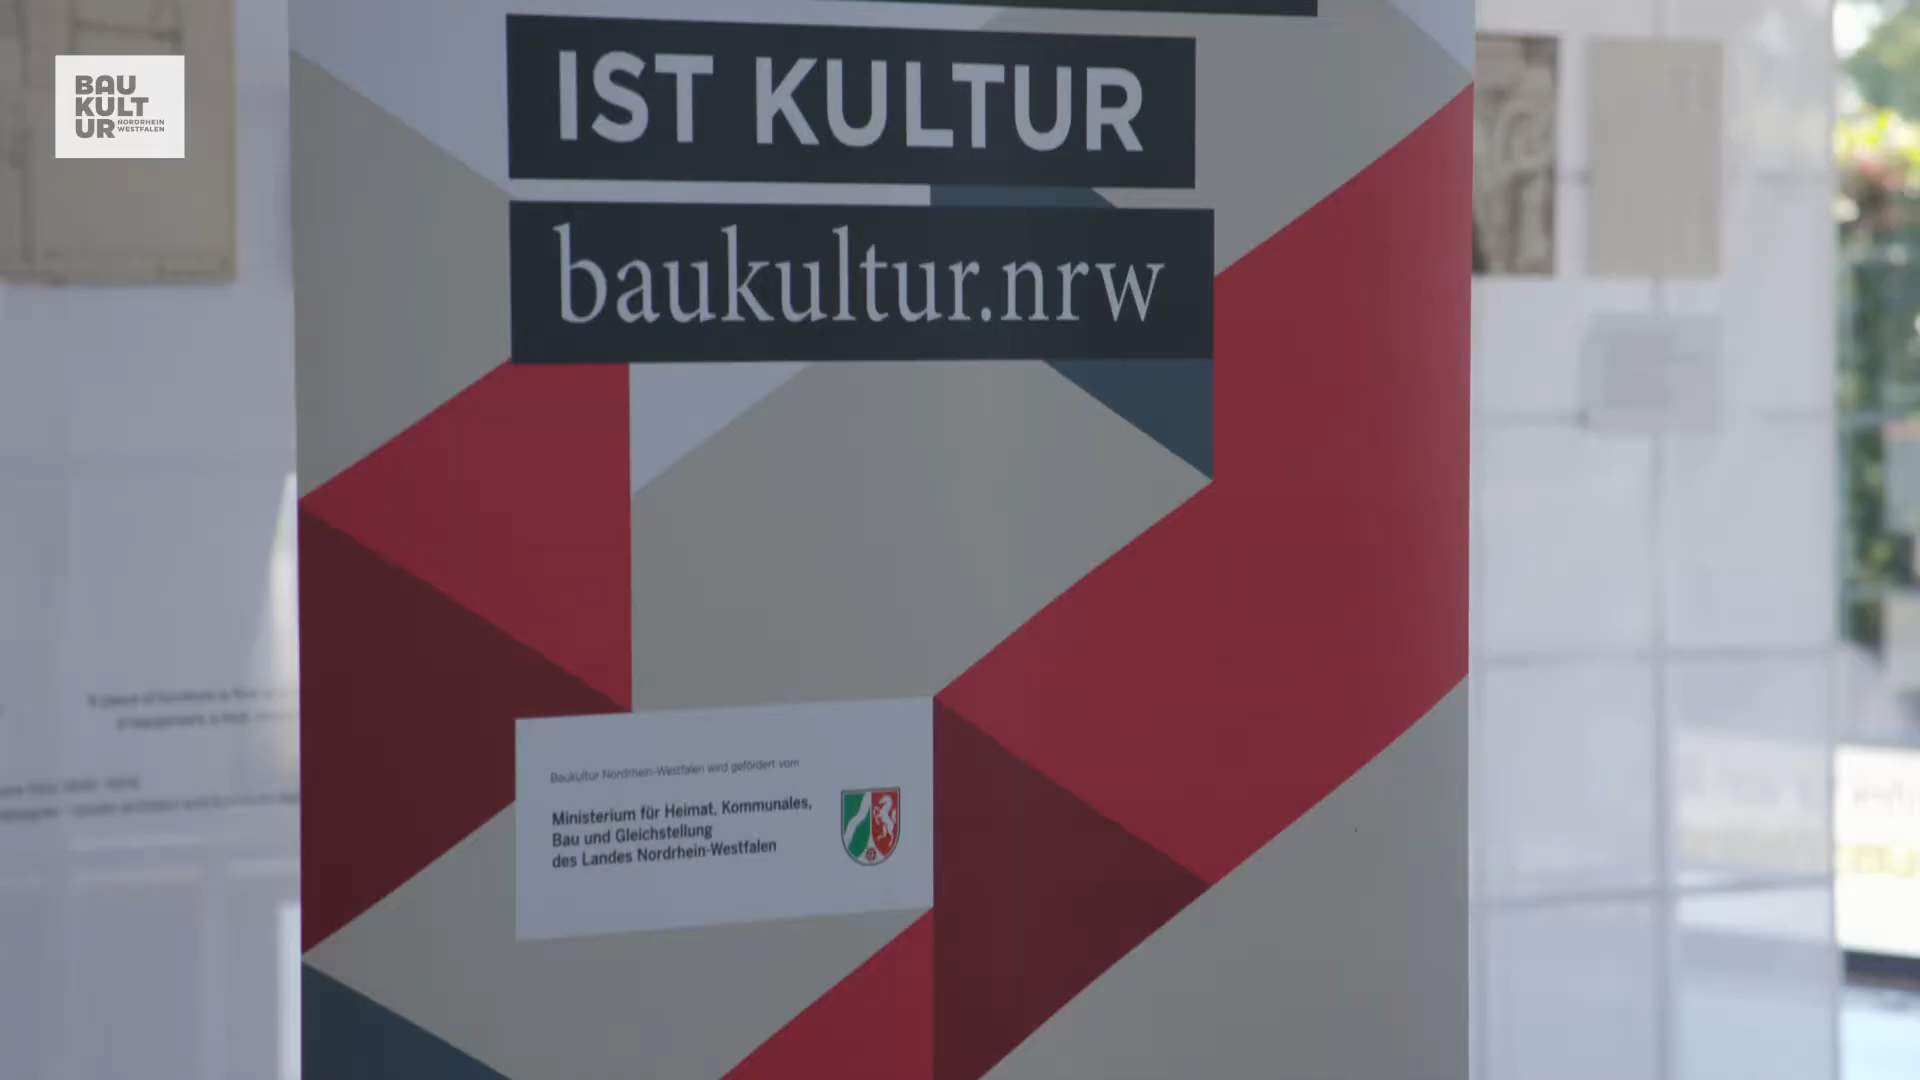 BAU
KULT
UR NORDRHEIN
WESTFALEN
IST KULTUR
baukultur.nrw
Baukultur Nordrhein-Westfalen wird gefördert vom
Ministerium für Heimat, Kommunales,
Bau und Gleichstellung
des Landes Nordrhein-Westfalen